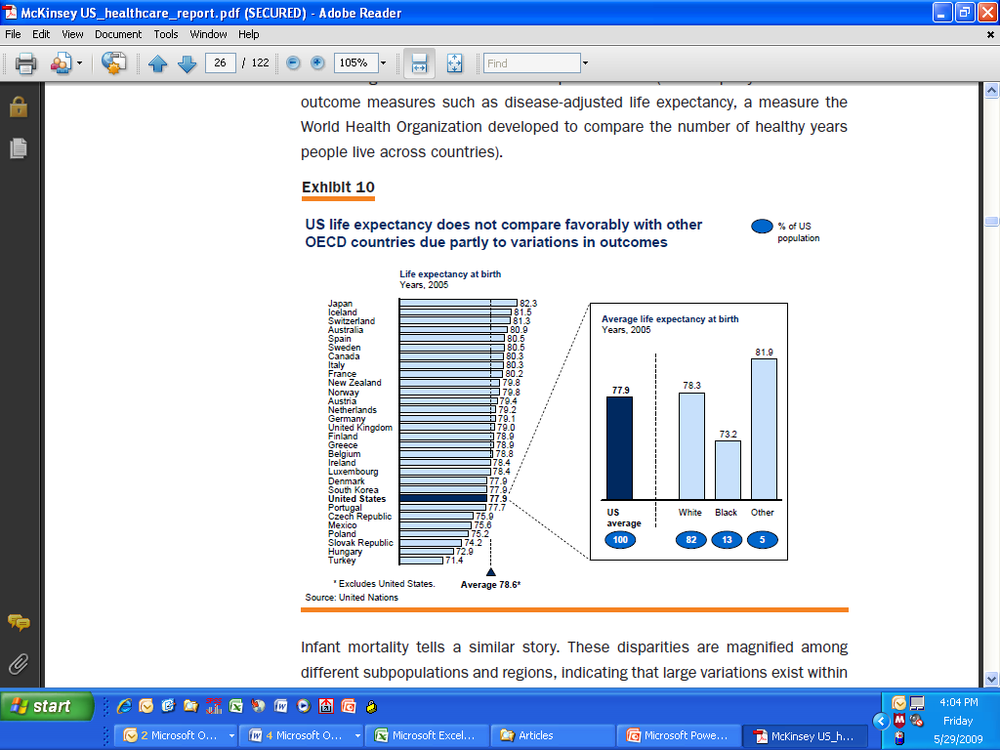 McKinsey US_healthcare_report.pdf (SECURED) - Adobe Reader
File Edit View Document Tools Window Help
26 / 122 105% Find
outcome measures such as disease-adjusted life expectancy, a measure the
World Health Organization developed to compare the number of healthy years
people live across countries).
Exhibit 10
US life expectancy does not compare favorably with other
OECD countries due partly to variations in outcomes
% of US
population
Life expectancy at birth
Years, 2005
Japan 82.3
Iceland 81.5
Switzerland 81.3
Australia 80.9
Spain 80.5
Sweden 80.5
Canada 80.3
Italy 80.3
France 80.2
New Zealand 79.8
Norway 79.8
Austria 79.4
Netherlands 79.2
Germany 79.1
United Kingdom 79.0
Finland 78.9
Greece 78.9
Belgium 78.8
Ireland 78.4
Luxembourg 78.4
Denmark 77.9
South Korea 77.9
United States 77.9
Portugal 77.7
Czech Republic 75.9
Mexico 75.6
Poland 75.2
Slovak Republic 74.2
Hungary 72.9
Turkey 71.4
* Excludes United States. Average 78.6*
Source: United Nations
Average life expectancy at birth
Years, 2005
77.9 78.3 73.2 81.9
US
average White Black Other
100 82 13 5
Infant mortality tells a similar story. These disparities are magnified among
different subpopulations and regions, indicating that large variations exist within
start
2 Microsoft O... 4 Microsoft O... Microsoft Excel... Articles Microsoft Powe... McKinsey US_h...
4:04 PM
Friday
5/29/2009